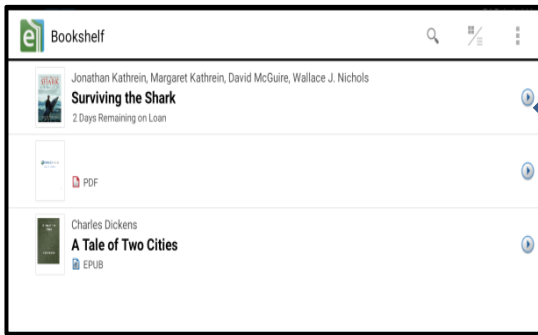 Bookshelf
Jonathan Kathrein, Margaret Kathrein, David McGuire, Wallace J. Nichols
Surviving the Shark
2 Days Remaining on Loan
PDF
Charles Dickens
A Tale of Two Cities
EPUB